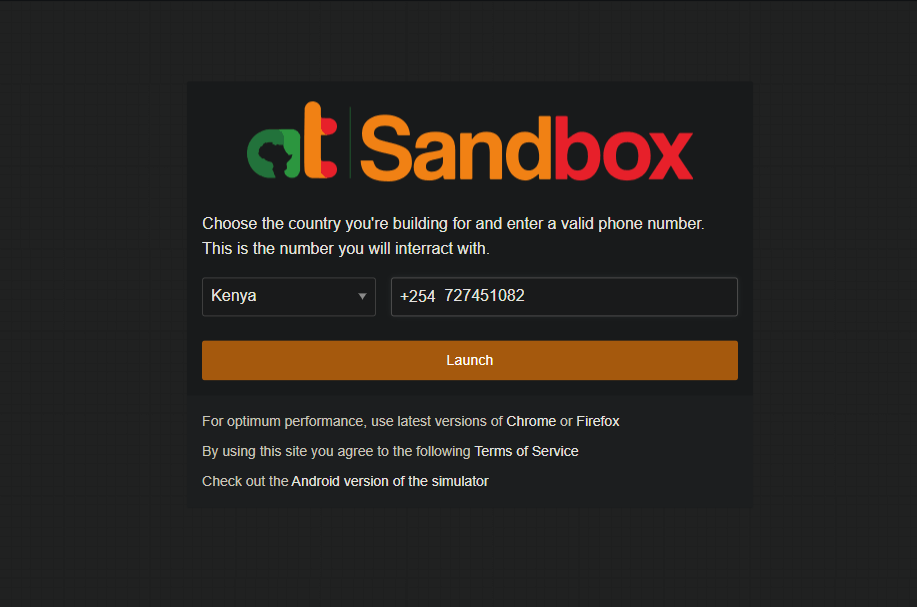 at Sandbox
Choose the country you're building for and enter a valid phone number.
This is the number you will interract with.
Kenya
+254 727451082
Launch
For optimum performance, use latest versions of Chrome or Firefox
By using this site you agree to the following Terms of Service
Check out the Android version of the simulator